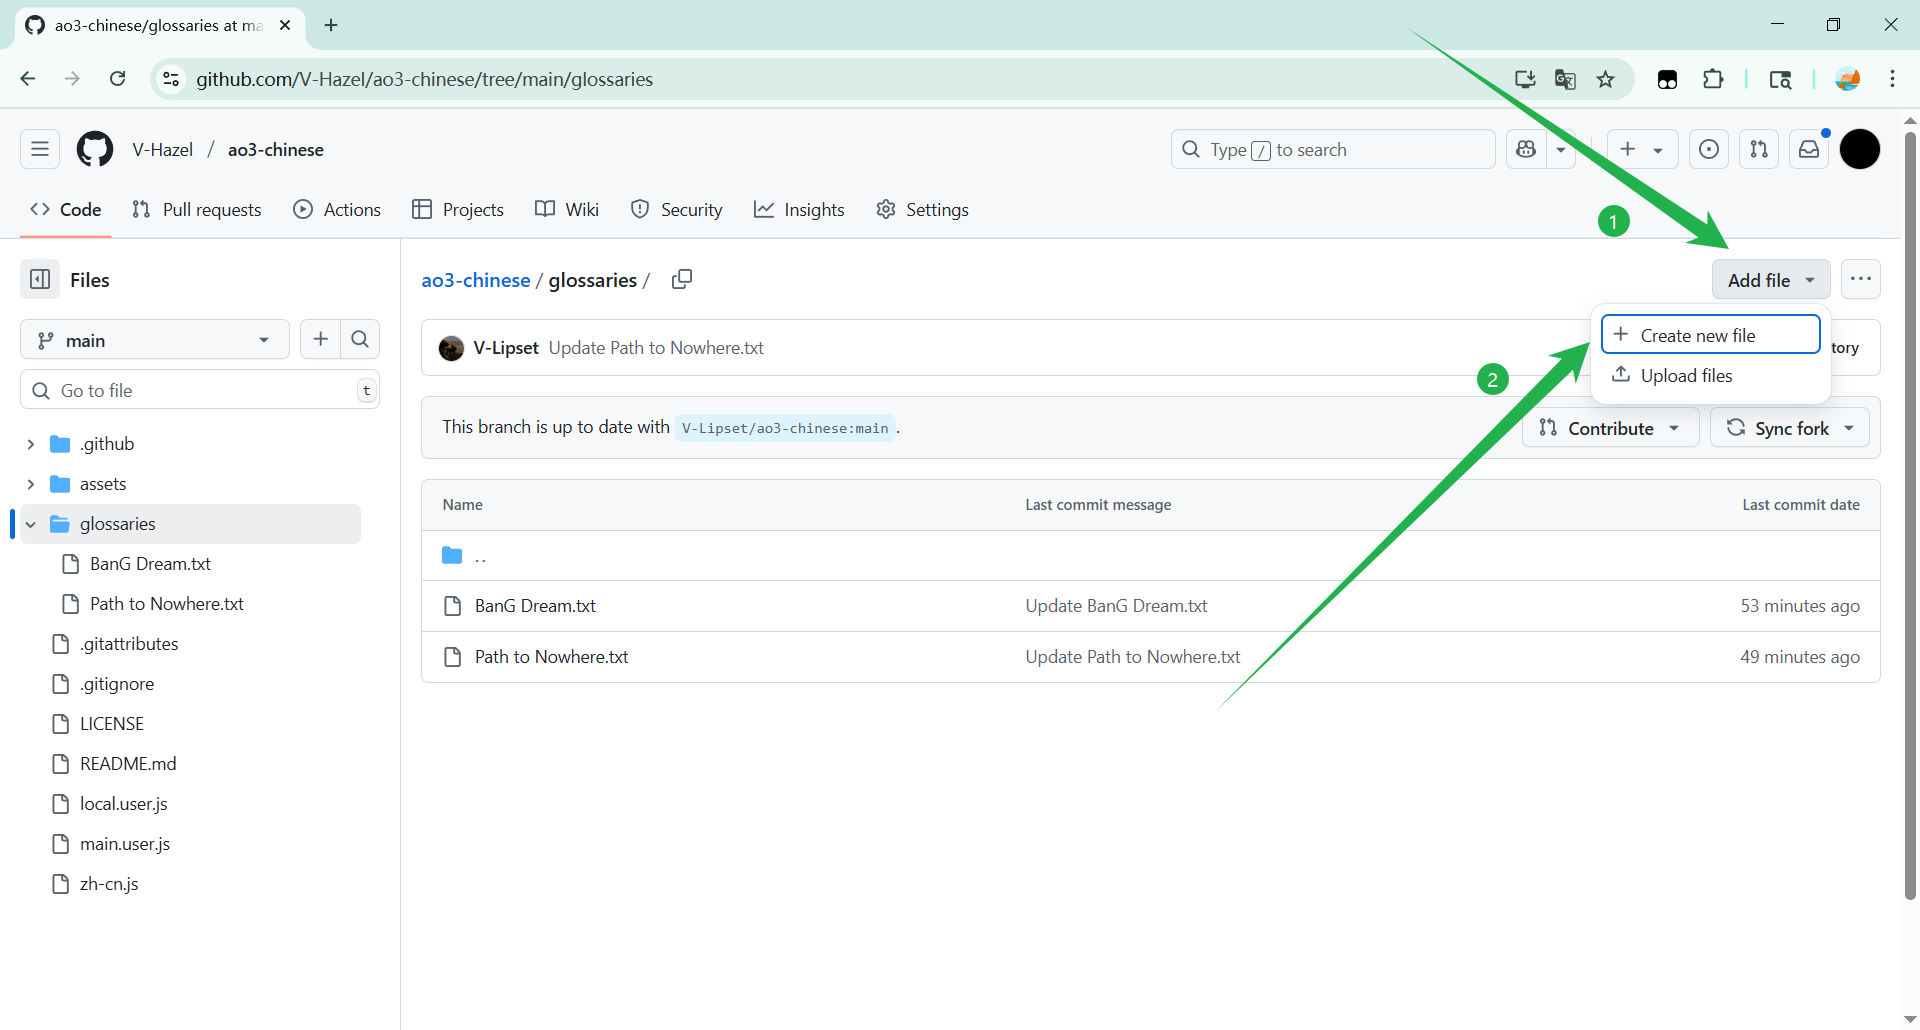 ao3-chinese/glossaries at ma
github.com/V-Hazel/ao3-chinese/tree/main/glossaries
V-Hazel / ao3-chinese
Type / to search
Code
Pull requests
Actions
Projects
Wiki
Security
Insights
Settings
1
Files
ao3-chinese / glossaries /
Add file
main
V-Lipset Update Path to Nowhere.txt
Create new file
tory
Upload files
2
Go to file
t
This branch is up to date with V-Lipset/ao3-chinese:main .
Contribute
Sync fork
.github
assets
glossaries
BanG Dream.txt
Path to Nowhere.txt
.gitattributes
.gitignore
LICENSE
README.md
local.user.js
main.user.js
zh-cn.js
Name Last commit message Last commit date
..
BanG Dream.txt Update BanG Dream.txt 53 minutes ago
Path to Nowhere.txt Update Path to Nowhere.txt 49 minutes ago